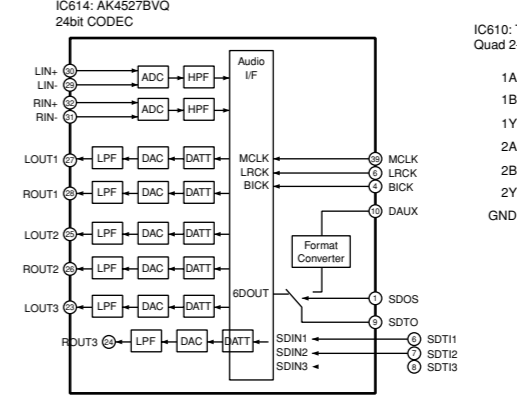 IC614: AK4527BVQ
24bit CODEC
IC610: T
Quad 2-
Audio
I/F
LIN+ 30
LIN- 29
ADC HPF
RIN+ 32
RIN- 31
ADC HPF
LOUT1 27 LPF DAC DATT
MCLK 39 MCLK
LRCK 6 LRCK
BICK 4 BICK
ROUT1 28 LPF DAC DATT
10 DAUX
LOUT2 25 LPF DAC DATT
Format
Converter
ROUT2 26 LPF DAC DATT
6DOUT
1 SDOS
LOUT3 23 LPF DAC DATT
9 SDTO
ROUT3 24 LPF DAC DATT
SDIN1 6 SDTI1
SDIN2 7 SDTI2
SDIN3 8 SDTI3
1A
1B
1Y
2A
2B
2Y
GND